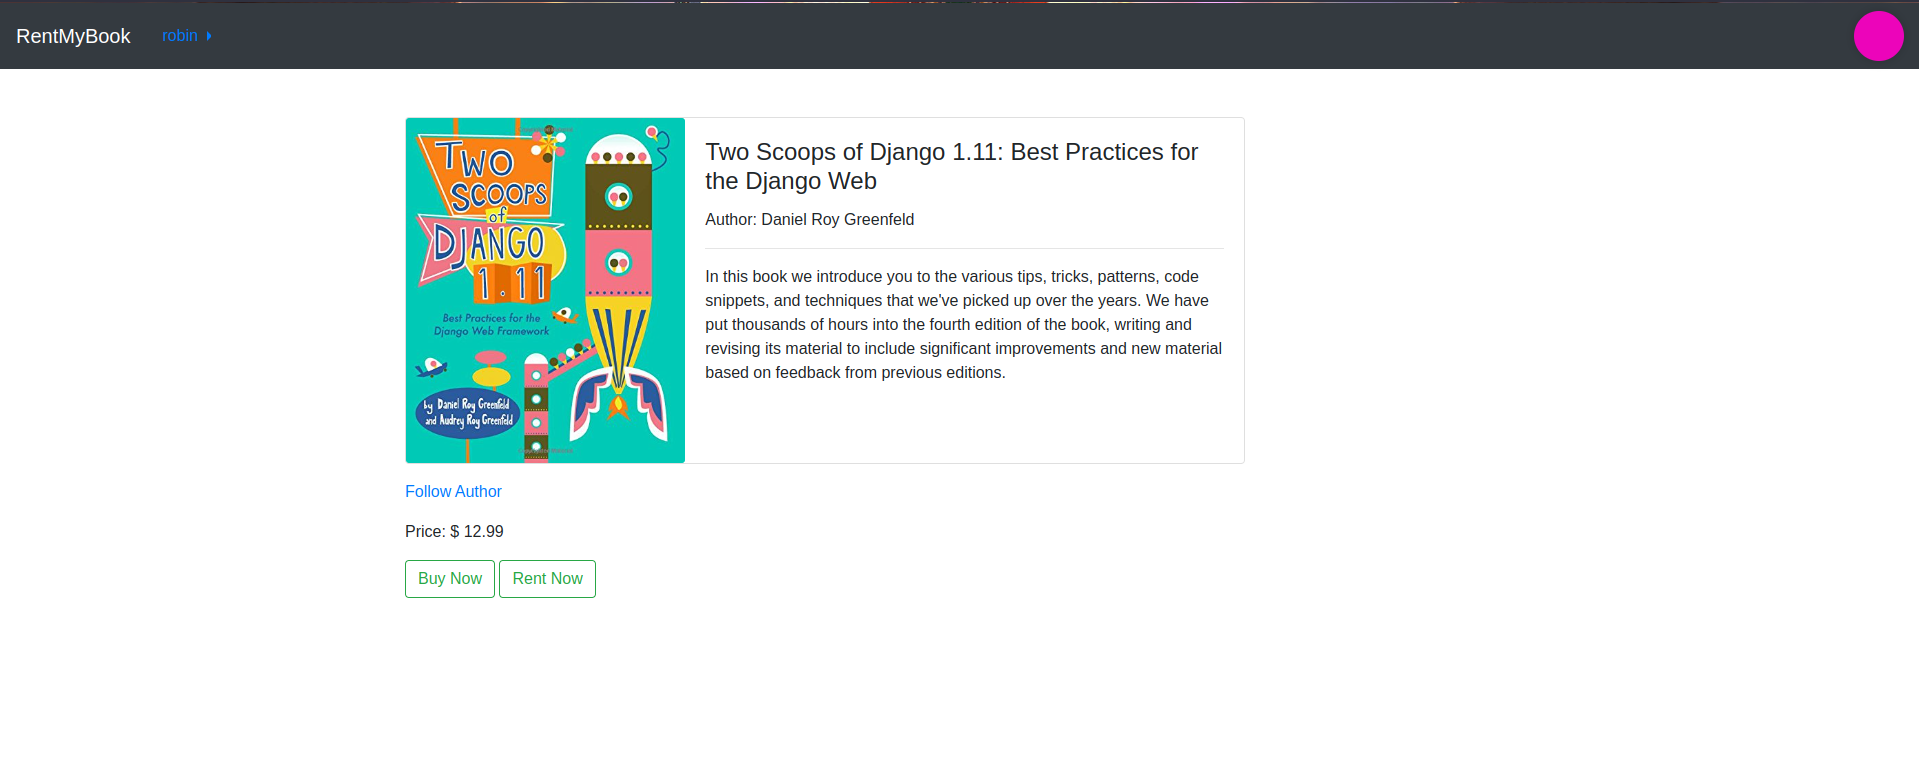 RentMyBook robin
TWO
SCOOPS
of
DJANGO
1.11
Best Practices for the
Django Web Framework
by Daniel Roy Greenfeld
and Audrey Roy Greenfeld
Two Scoops of Django 1.11: Best Practices for
the Django Web
Author: Daniel Roy Greenfeld
In this book we introduce you to the various tips, tricks, patterns, code
snippets, and techniques that we've picked up over the years. We have
put thousands of hours into the fourth edition of the book, writing and
revising its material to include significant improvements and new material
based on feedback from previous editions.
Follow Author
Price: $ 12.99
Buy Now Rent Now